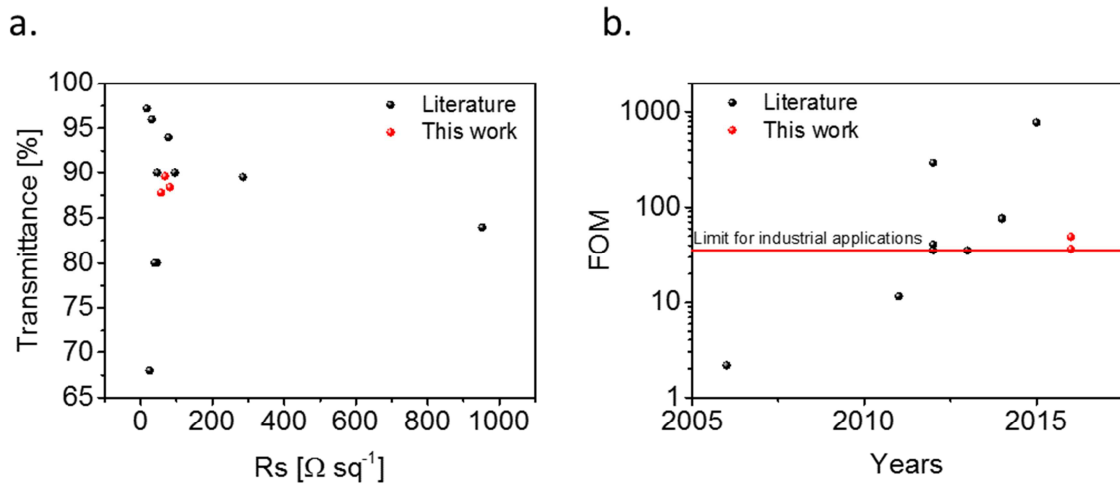 a.
Transmittance [%]
100
95
90
85
80
75
70
65
Literature
This work
0
200
400
600
800
1000
Rs [Ω sq⁻¹]
b.
FOM
1000
100
10
1
Literature
This work
Limit for industrial applications
2005
2010
2015
Years